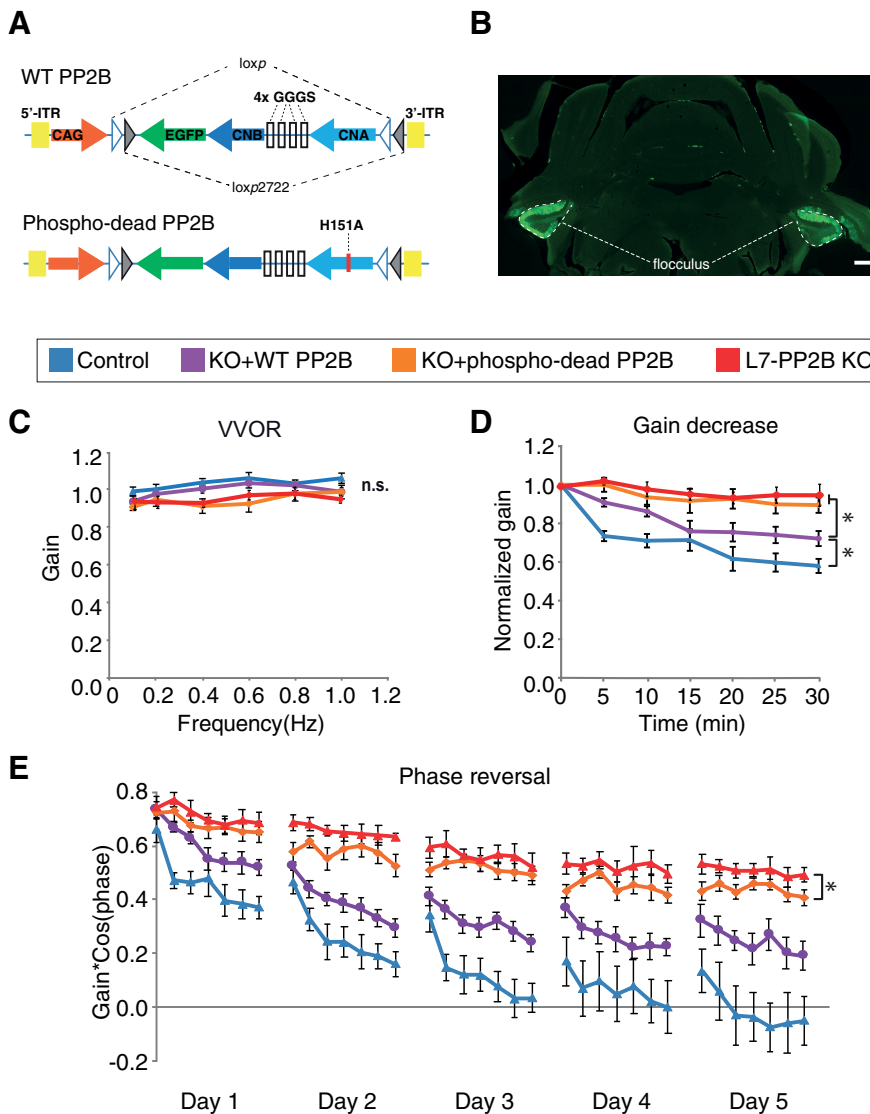 A
WT PP2B
loxp
4x GGGS
5'-ITR
3'-ITR
CAG
EGFP
CNB
CNA
loxp2722
Phospho-dead PP2B
H151A
B
flocculus
Control
KO+WT PP2B
KO+phospho-dead PP2B
L7-PP2B KO
C
VVOR
1.2
1.0
0.8
0.6
0.4
0.2
0.0
Gain
n.s.
0
0.2
0.4
0.6
0.8
1.0
1.2
Frequency(Hz)
D
Gain decrease
1.2
1.0
0.8
0.6
0.4
0.2
0.0
Normalized gain
*
*
0
5
10
15
20
25
30
Time (min)
E
Phase reversal
0.8
0.6
0.4
0.2
0.0
-0.2
Gain*Cos(phase)
*
Day 1
Day 2
Day 3
Day 4
Day 5